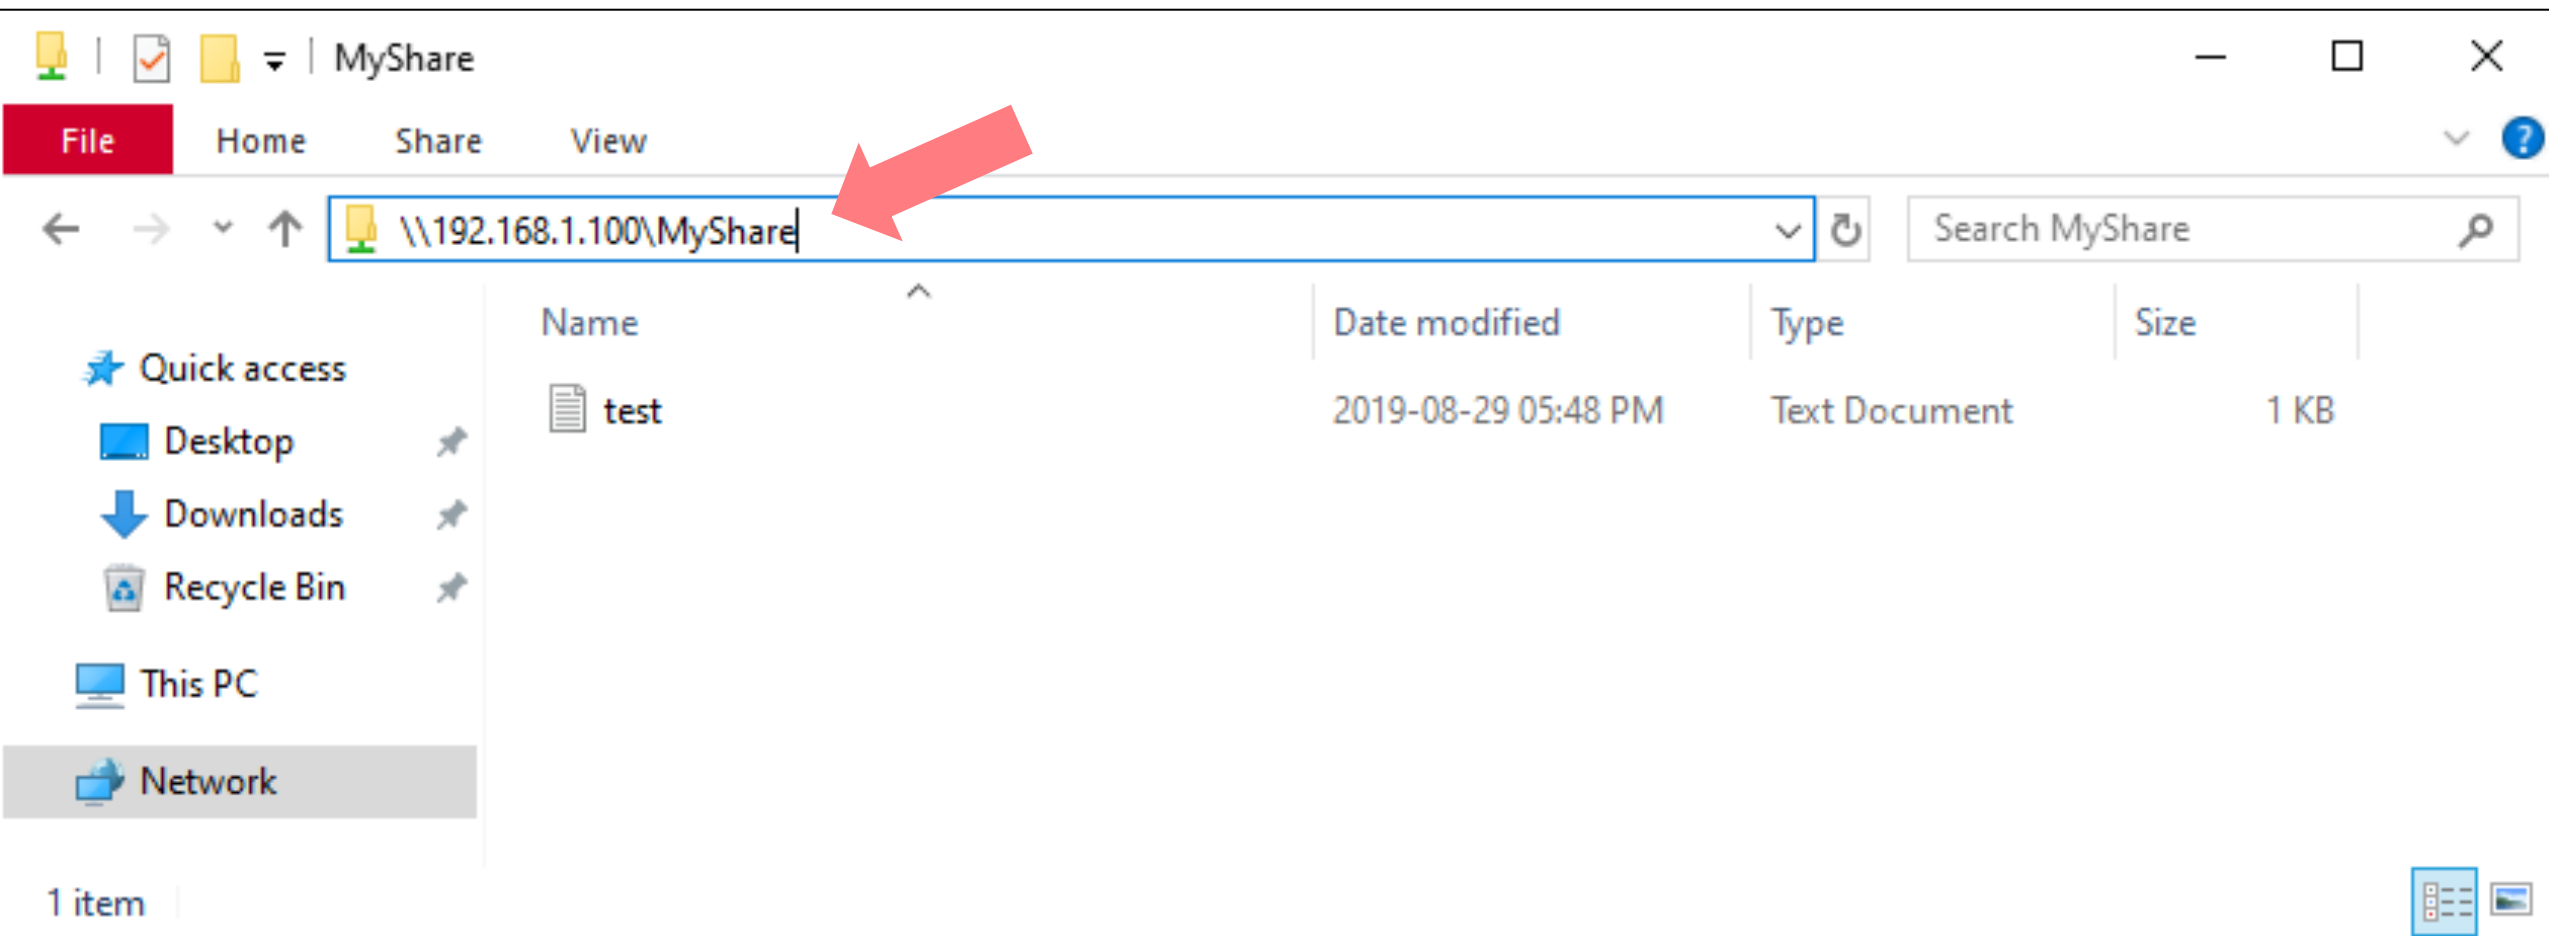 MyShare
File Home Share View
\\192.168.1.100\MyShare
Search MyShare
Name Date modified Type Size
Quick access
test 2019-08-29 05:48 PM Text Document 1 KB
Desktop
Downloads
Recycle Bin
This PC
Network
1 item